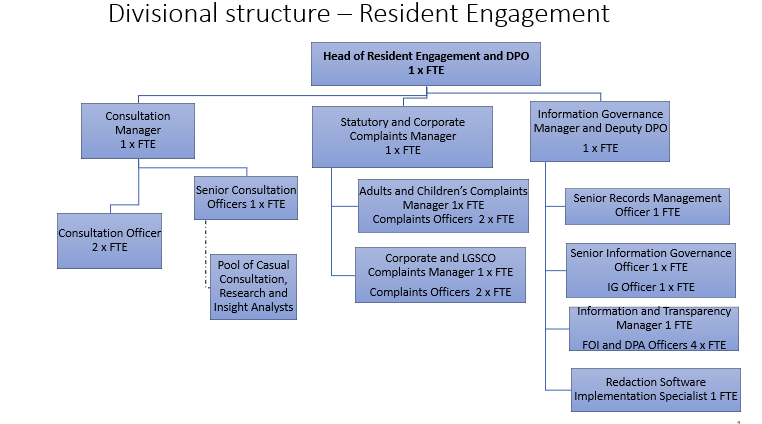 Divisional structure – Resident Engagement
Head of Resident Engagement and DPO
1 x FTE
Consultation
Manager
1 x FTE
Statutory and Corporate
Complaints Manager
1 x FTE
Information Governance
Manager and Deputy DPO
1 x FTE
Senior Consultation
Officers 1 x FTE
Consultation Officer
2 x FTE
Pool of Casual
Consultation,
Research and
Insight Analysts
Adults and Children’s Complaints
Manager 1x FTE
Complaints Officers 2 x FTE
Corporate and LGSCO
Complaints Manager 1 x FTE
Complaints Officers 2 x FTE
Senior Records Management
Officer 1 FTE
Senior Information Governance
Officer 1 x FTE
IG Officer 1 x FTE
Information and Transparency
Manager 1 FTE
FOI and DPA Officers 4 x FTE
Redaction Software
Implementation Specialist 1 FTE